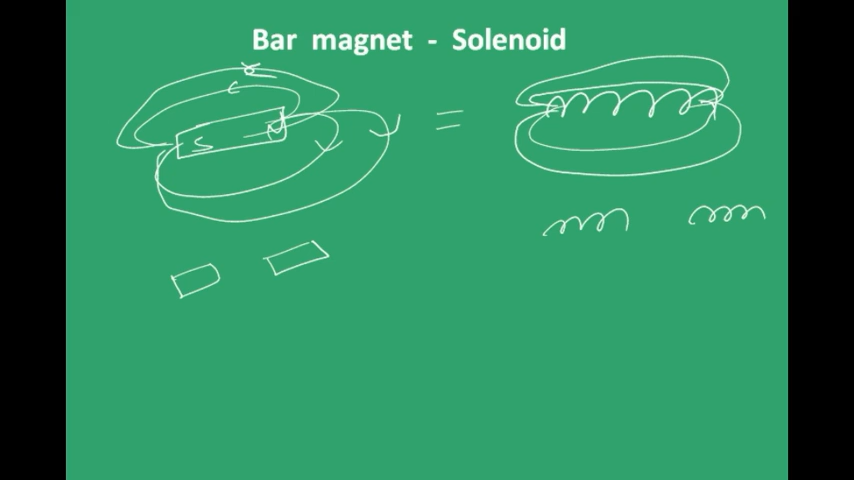 Bar magnet - Solenoid
S N =